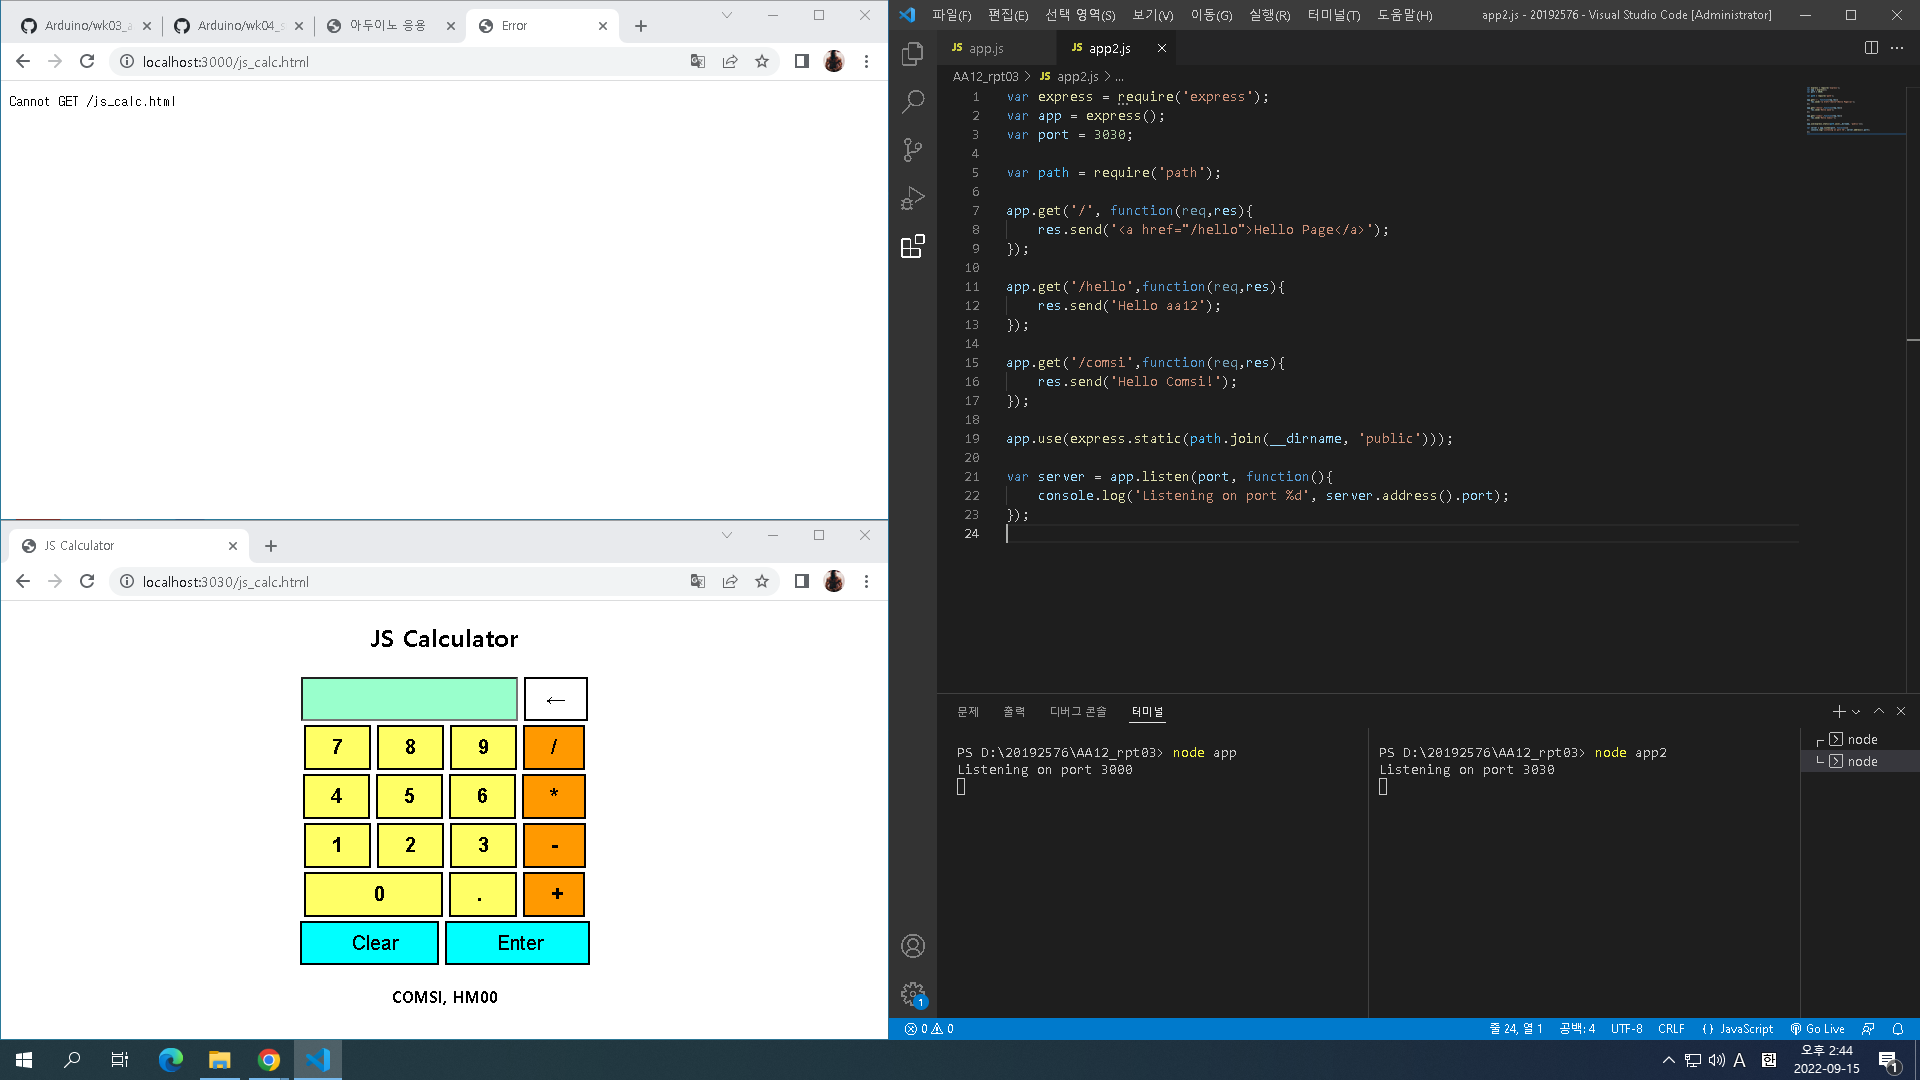 Arduino/wk03_a
Arduino/wk04_s
아두이노 응용
Error
localhost:3000/js_calc.html
Cannot GET /js_calc.html
JS Calculator
localhost:3030/js_calc.html
JS Calculator
←
7 8 9 /
4 5 6 *
1 2 3 -
0 . +
Clear Enter
COMSI, HM00
파일(F) 편집(E) 선택 영역(S) 보기(V) 이동(G) 실행(R) 터미널(T) 도움말(H)
app2.js - 20192576 - Visual Studio Code [Administrator]
JS app.js
JS app2.js
AA12_rpt03 > JS app2.js > ...
1 var express = require('express');
2 var app = express();
3 var port = 3030;
4
5 var path = require('path');
6
7 app.get('/', function(req,res){
8 res.send('<a href="/hello">Hello Page</a>');
9 });
10
11 app.get('/hello',function(req,res){
12 res.send('Hello aa12');
13 });
14
15 app.get('/comsi',function(req,res){
16 res.send('Hello Comsi!');
17 });
18
19 app.use(express.static(path.join(__dirname, 'public')));
20
21 var server = app.listen(port, function(){
22 console.log('Listening on port %d', server.address().port);
23 });
24
문제 출력 디버그 콘솔 터미널
PS D:\20192576\AA12_rpt03> node app
Listening on port 3000
PS D:\20192576\AA12_rpt03> node app2
Listening on port 3030
node
node
1
0 0
줄 24, 열 1 공백: 4 UTF-8 CRLF {} JavaScript Go Live
A 한
오후 2:44
2022-09-15
1